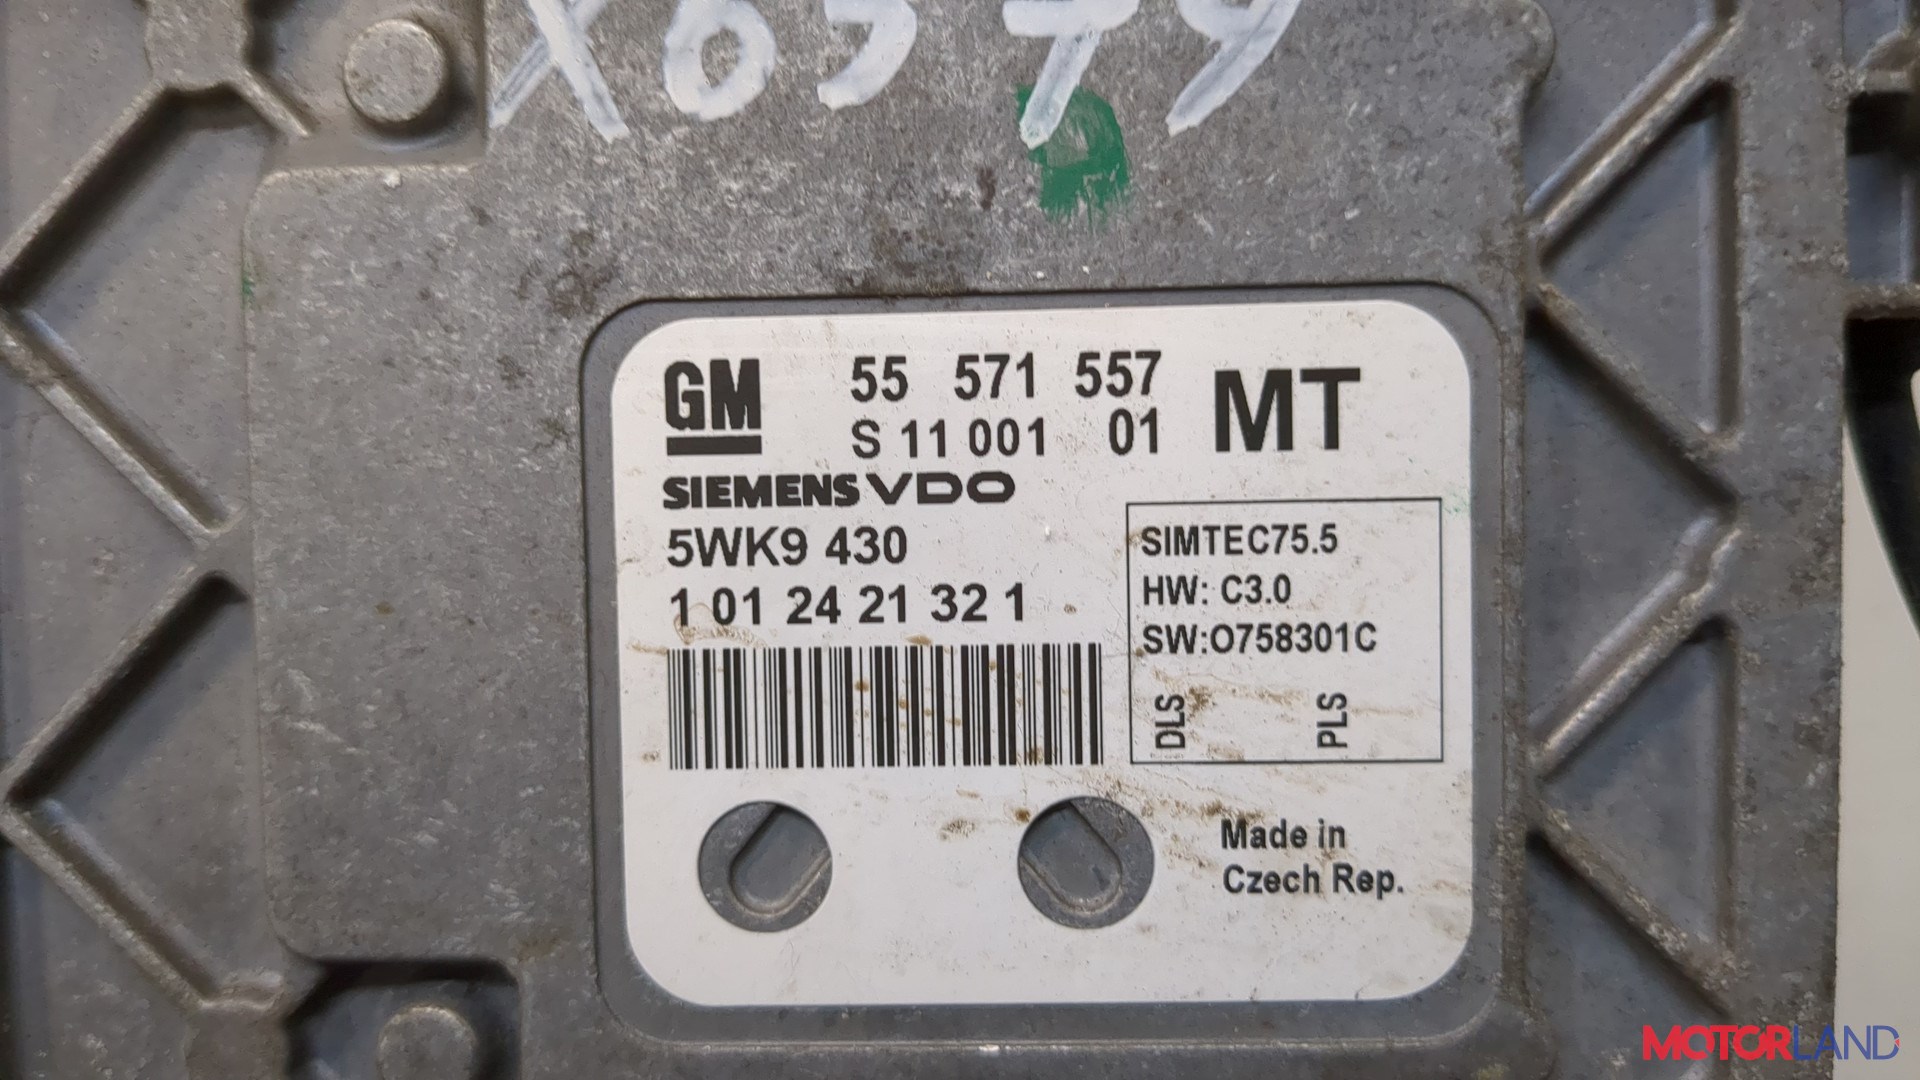 X6379
GM 55 571 557 MT
S 11 001 01
SIEMENS VDO
5WK9 430
1 01 24 21 32 1
SIMTEC75.5
HW: C3.0
SW:O758301C
DLS PLS
Made in
Czech Rep.
MOTORLAND